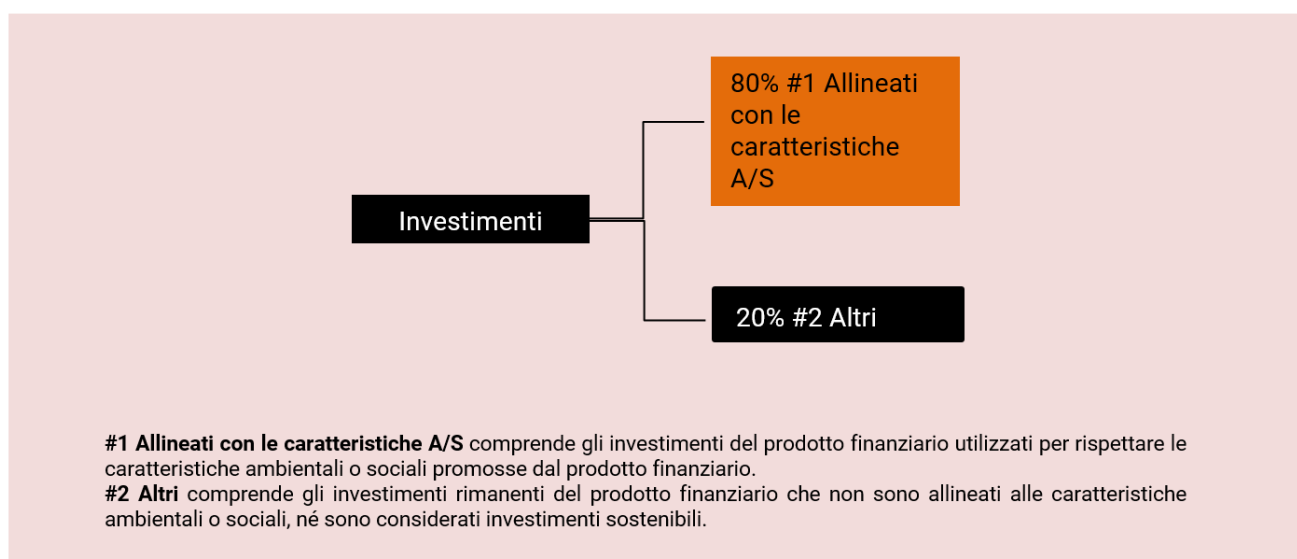 80% #1 Allineati
con le
caratteristiche
A/S
Investimenti
20% #2 Altri
#1 Allineati con le caratteristiche A/S comprende gli investimenti del prodotto finanziario utilizzati per rispettare le
caratteristiche ambientali o sociali promosse dal prodotto finanziario.
#2 Altri comprende gli investimenti rimanenti del prodotto finanziario che non sono allineati alle caratteristiche
ambientali o sociali, né sono considerati investimenti sostenibili.